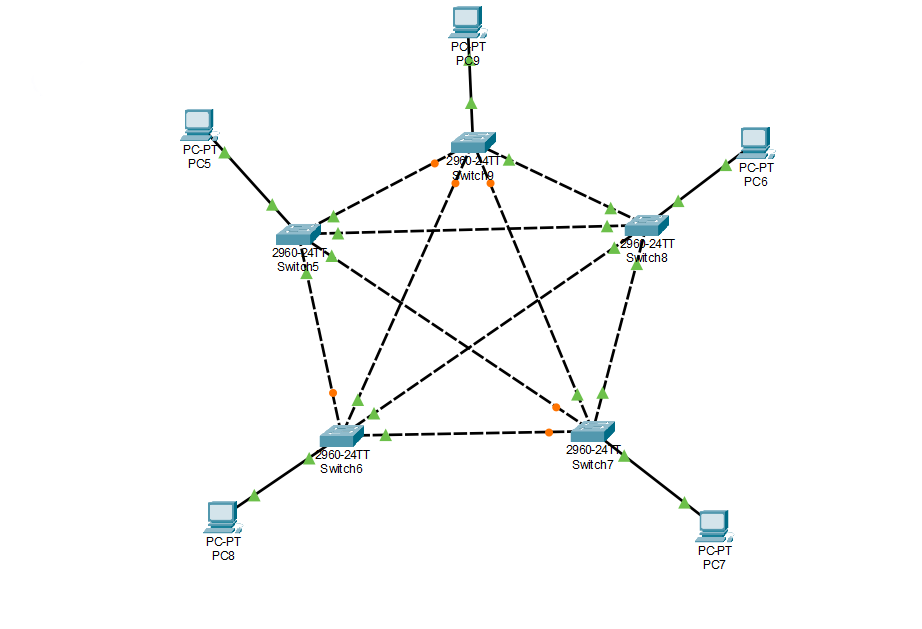 PC-PT
PC9
PC-PT
PC5
2960-24TT
Switch9
PC-PT
PC6
2960-24TT
Switch5
2960-24TT
Switch8
2960-24TT
Switch6
2960-24TT
Switch7
PC-PT
PC8
PC-PT
PC7